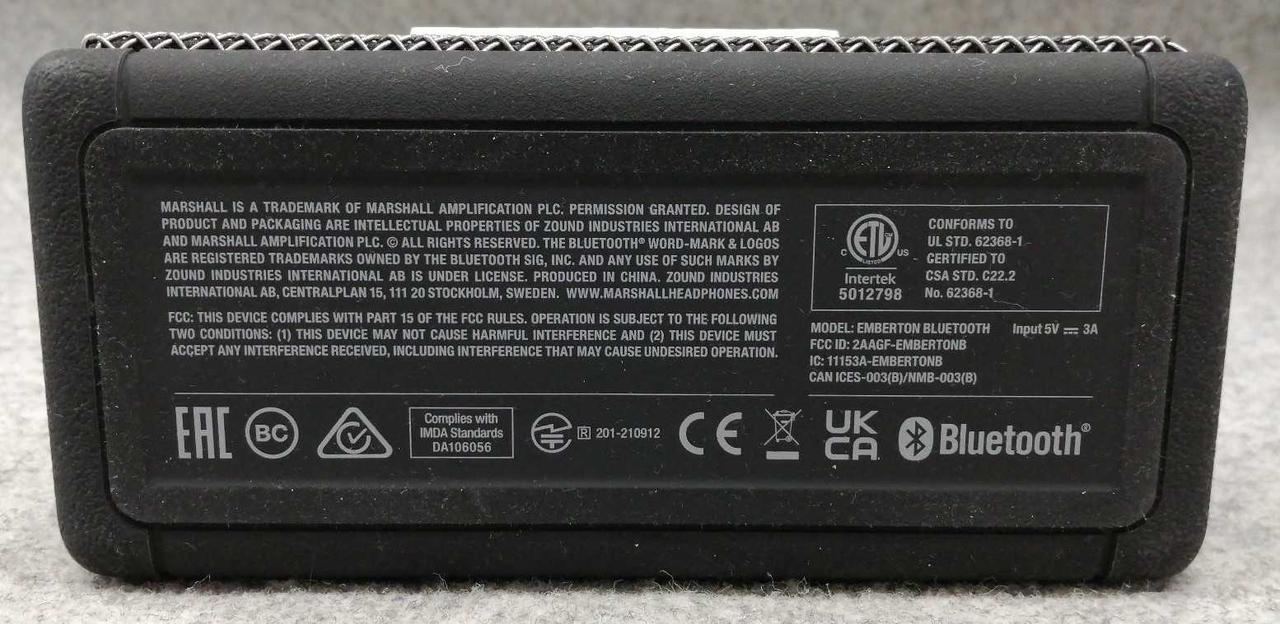 MARSHALL IS A TRADEMARK OF MARSHALL AMPLIFICATION PLC. PERMISSION GRANTED. DESIGN OF
PRODUCT AND PACKAGING ARE INTELLECTUAL PROPERTIES OF ZOUND INDUSTRIES INTERNATIONAL AB
AND MARSHALL AMPLIFICATION PLC. © ALL RIGHTS RESERVED. THE BLUETOOTH® WORD-MARK & LOGOS
ARE REGISTERED TRADEMARKS OWNED BY THE BLUETOOTH SIG, INC. AND ANY USE OF SUCH MARKS BY
ZOUND INDUSTRIES INTERNATIONAL AB IS UNDER LICENSE. PRODUCED IN CHINA. ZOUND INDUSTRIES
INTERNATIONAL AB, CENTRALPLAN 15, 111 20 STOCKHOLM, SWEDEN. WWW.MARSHALLHEADPHONES.COM
FCC: THIS DEVICE COMPLIES WITH PART 15 OF THE FCC RULES. OPERATION IS SUBJECT TO THE FOLLOWING
TWO CONDITIONS: (1) THIS DEVICE MAY NOT CAUSE HARMFUL INTERFERENCE AND (2) THIS DEVICE MUST
ACCEPT ANY INTERFERENCE RECEIVED, INCLUDING INTERFERENCE THAT MAY CAUSE UNDESIRED OPERATION.
ETL
LISTED
C US
Intertek
5012798
CONFORMS TO
UL STD. 62368-1
CERTIFIED TO
CSA STD. C22.2
No. 62368-1
MODEL: EMBERTON BLUETOOTH Input 5V ⎓ 3A
FCC ID: 2AAGF-EMBERTONB
IC: 11153A-EMBERTONB
CAN ICES-003(B)/NMB-003(B)
EAC
BC
Complies with
IMDA Standards
DA106056
R 201-210912
CE
UK
CA
Bluetooth®